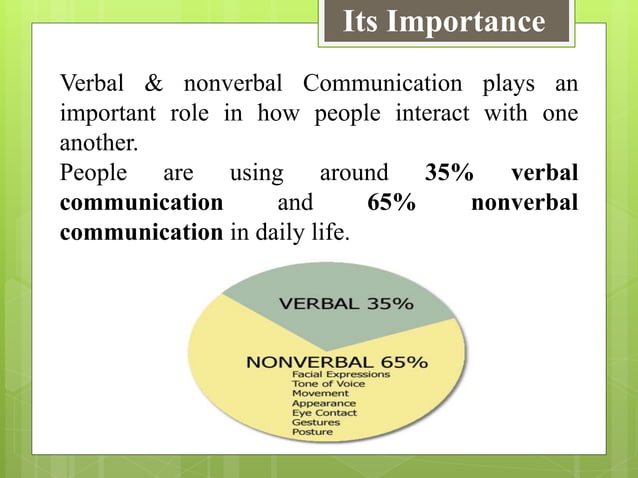 Its Importance
Verbal & nonverbal Communication plays an
important role in how people interact with one
another.
People are using around 35% verbal
communication and 65% nonverbal
communication in daily life.
VERBAL 35%
NONVERBAL 65%
Facial Expressions
Tone of Voice
Movement
Appearance
Eye Contact
Gestures
Posture